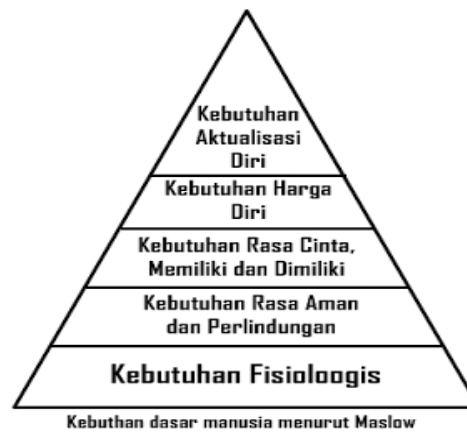 Kebutuhan
Aktualisasi
Diri
Kebutuhan Harga
Diri
Kebutuhan Rasa Cinta,
Memiliki dan Dimiliki
Kebutuhan Rasa Aman
dan Perlindungan
Kebutuhan Fisioloogis
Kebuthan dasar manusia menurut Maslow